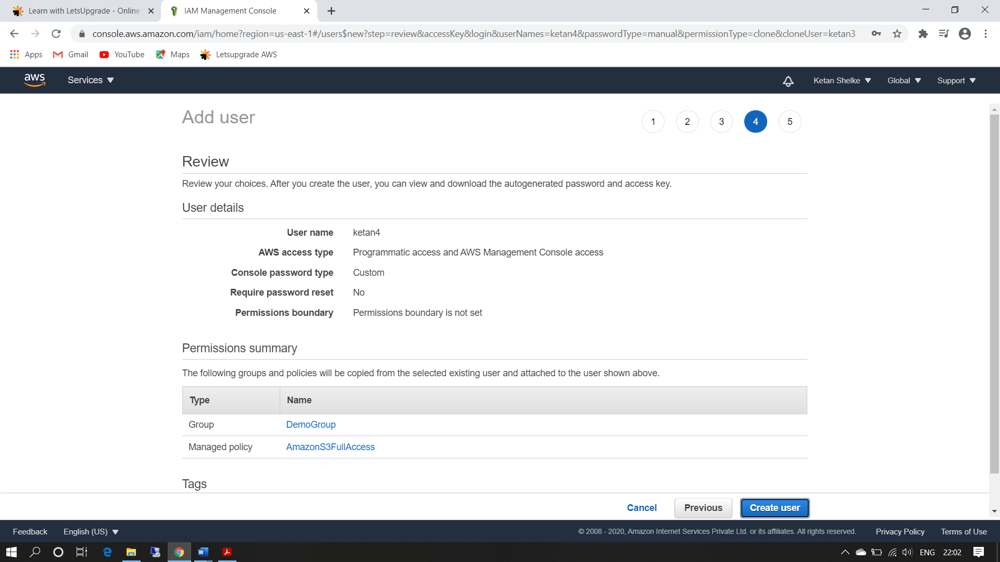 Learn with LetsUpgrade - Online
IAM Management Console
console.aws.amazon.com/iam/home?region=us-east-1#/users$new?step=review&accessKey&login&userNames=ketan4&passwordType=manual&permissionType=clone&cloneUser=ketan3
Apps Gmail YouTube Maps Letsupgrade AWS
aws Services Ketan Shelke Global Support
Add user 1 2 3 4 5
Review
Review your choices. After you create the user, you can view and download the autogenerated password and access key.
User details
User name ketan4
AWS access type Programmatic access and AWS Management Console access
Console password type Custom
Require password reset No
Permissions boundary Permissions boundary is not set
Permissions summary
The following groups and policies will be copied from the selected existing user and attached to the user shown above.
Type Name
Group DemoGroup
Managed policy AmazonS3FullAccess
Tags
Cancel Previous Create user
Feedback English (US) © 2008 - 2020, Amazon Internet Services Private Ltd. or its affiliates. All rights reserved. Privacy Policy Terms of Use
ENG 22:02